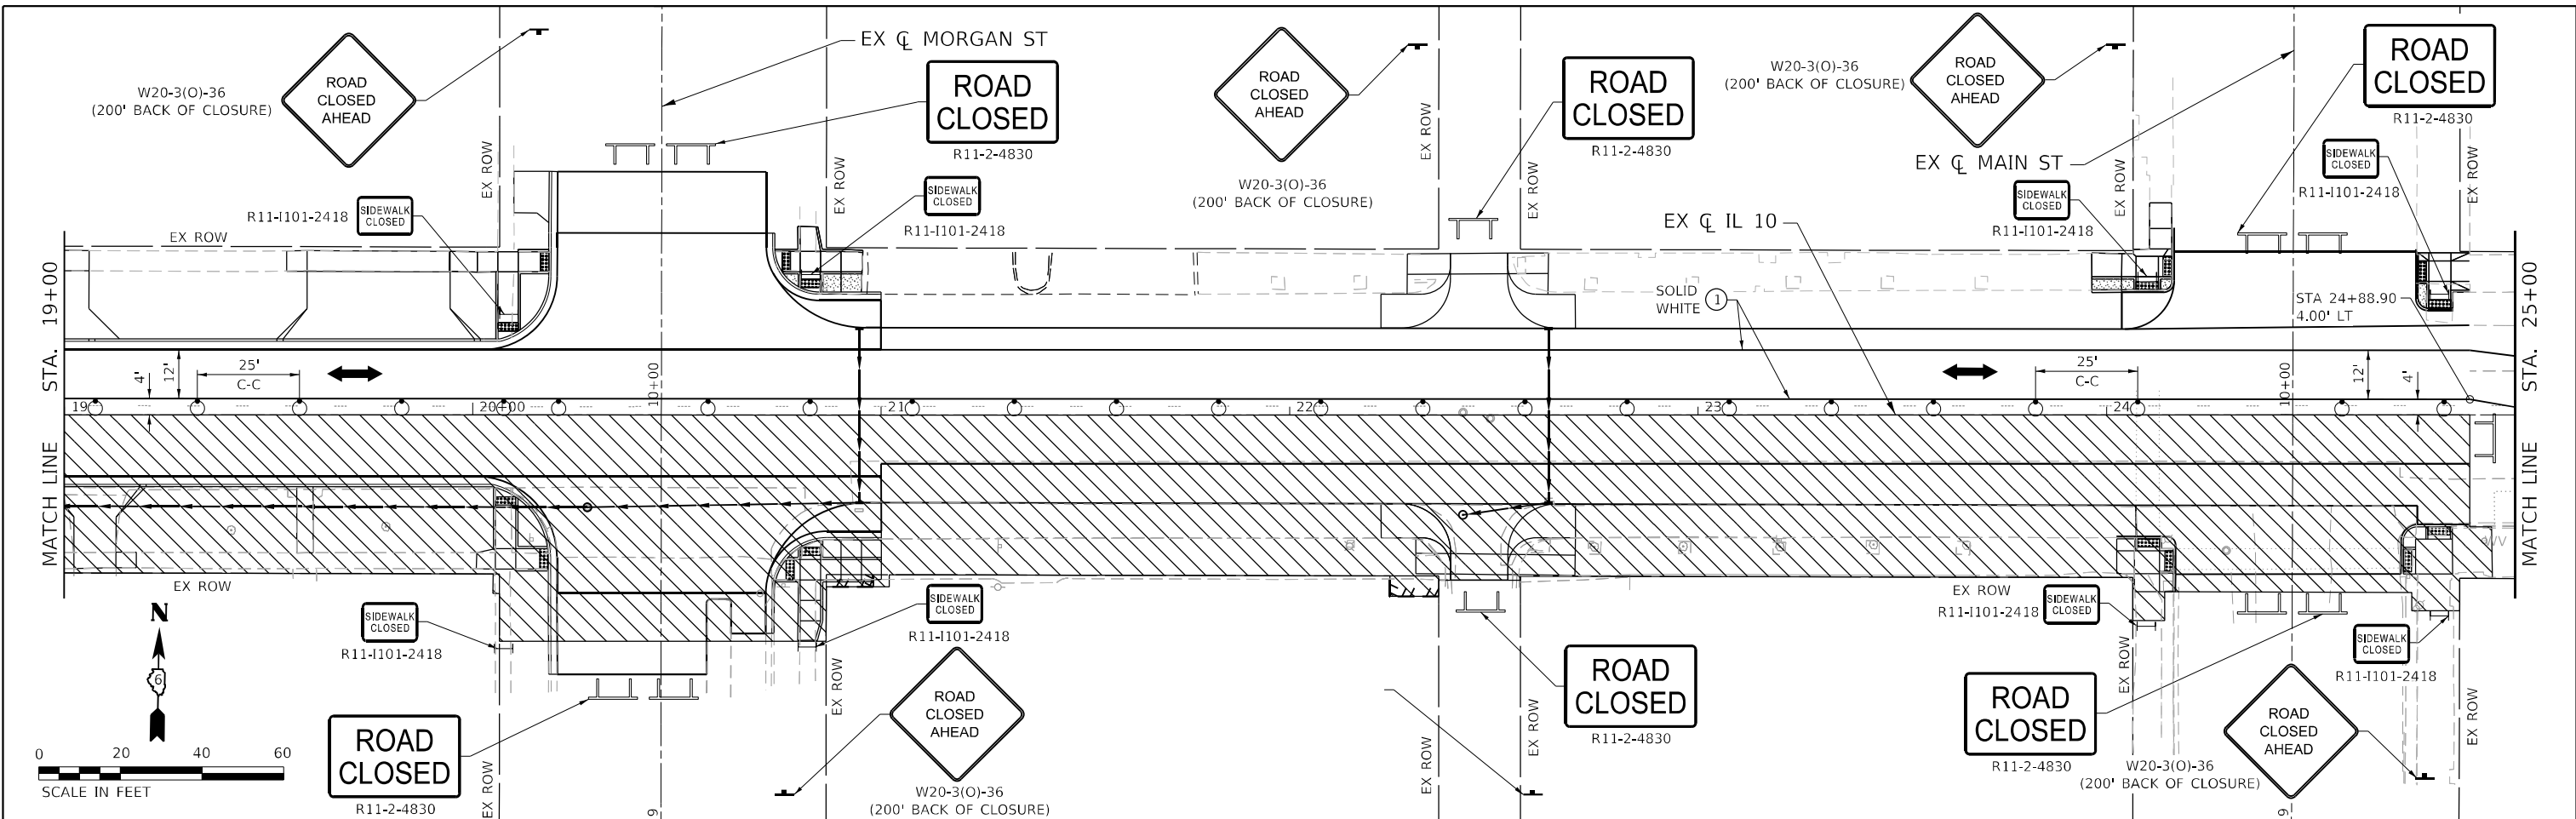 W20-3(O)-36
(200' BACK OF CLOSURE)
ROAD
CLOSED
AHEAD
EX ℄ MORGAN ST
ROAD
CLOSED
R11-2-4830
ROAD
CLOSED
AHEAD
W20-3(O)-36
(200' BACK OF CLOSURE)
EX ROW
ROAD
CLOSED
R11-2-4830
W20-3(O)-36
(200' BACK OF CLOSURE)
ROAD
CLOSED
AHEAD
EX ℄ MAIN ST
ROAD
CLOSED
R11-2-4830
SIDEWALK
CLOSED
R11-I101-2418
EX ROW
R11-I101-2418
SIDEWALK
CLOSED
EX ROW
EX ROW
EX ROW
SIDEWALK
CLOSED
R11-I101-2418
EX ROW
EX ℄ IL 10
EX ROW
SIDEWALK
CLOSED
R11-I101-2418
MATCH LINE STA. 19+00
SOLID
WHITE
1
STA 24+88.90
4.00' LT
MATCH LINE STA. 25+00
4'
12'
25'
C-C
10+00
25'
C-C
10+00
12'
4'
19
20+00
21
22
23
24
EX ROW
N
6
SIDEWALK
CLOSED
R11-I101-2418
SIDEWALK
CLOSED
R11-I101-2418
EX ROW
R11-I101-2418
SIDEWALK
CLOSED
SIDEWALK
CLOSED
R11-I101-2418
0 20 40 60
SCALE IN FEET
ROAD
CLOSED
R11-2-4830
EX ROW
9
EX ROW
ROAD
CLOSED
AHEAD
W20-3(O)-36
(200' BACK OF CLOSURE)
EX ROW
EX ROW
ROAD
CLOSED
R11-2-4830
ROAD
CLOSED
R11-2-4830
EX ROW
W20-3(O)-36
(200' BACK OF CLOSURE)
ROAD
CLOSED
AHEAD
9
EX ROW